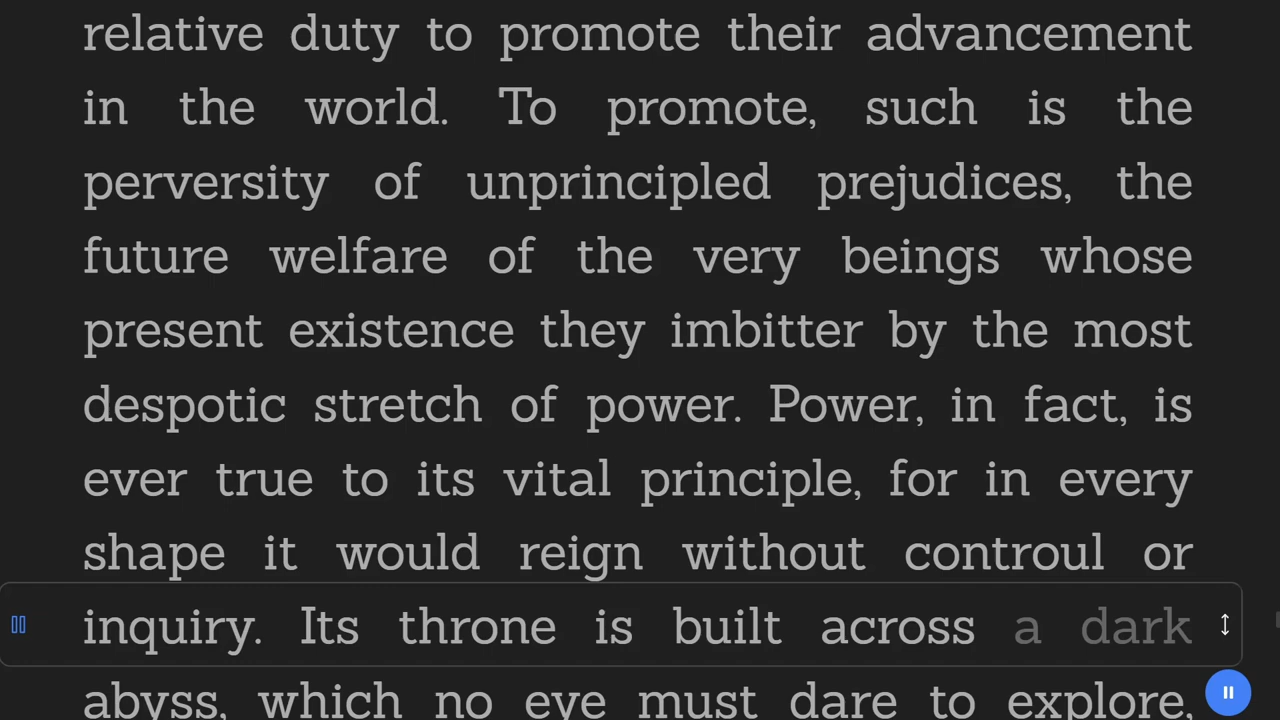 relative duty to promote their advancement
in the world. To promote, such is the
perversity of unprincipled prejudices, the
future welfare of the very beings whose
present existence they imbitter by the most
despotic stretch of power. Power, in fact, is
ever true to its vital principle, for in every
shape it would reign without controul or
inquiry. Its throne is built across a dark
abyss, which no eye must dare to explore,